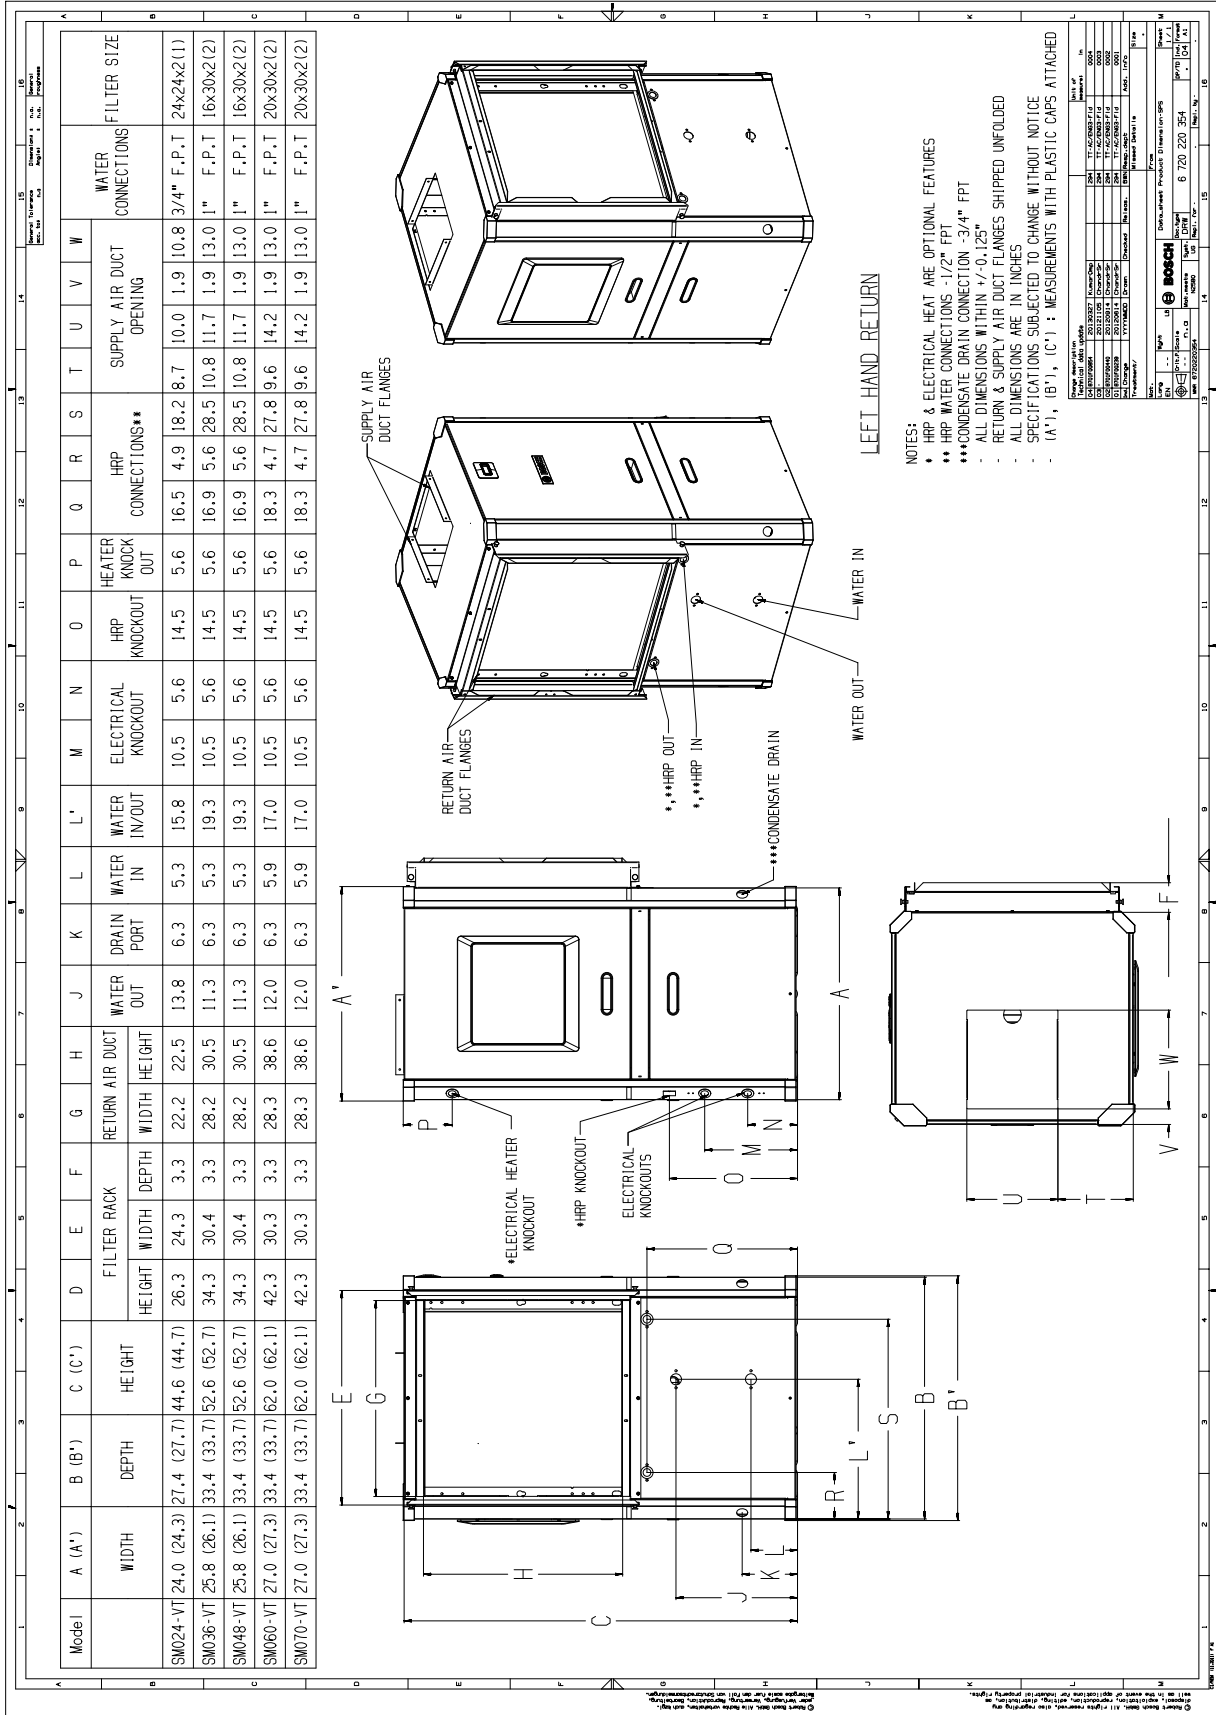 Model A (A') B (B') C (C') D E F G H J K L L' M N O P Q R S T U V W
WIDTH DEPTH HEIGHT FILTER RACK RETURN AIR DUCT WATER OUT DRAIN PORT WATER IN WATER IN/OUT ELECTRICAL KNOCKOUT HRP KNOCKOUT HEATER KNOCK OUT HRP CONNECTIONS** SUPPLY AIR DUCT OPENING WATER CONNECTIONS FILTER SIZE
HEIGHT WIDTH DEPTH WIDTH HEIGHT
SM024-VT 24.0 (24.3) 27.4 (27.7) 44.6 (44.7) 26.3 24.3 3.3 22.2 22.5 13.8 6.3 5.3 15.8 10.5 5.6 14.5 5.6 16.5 4.9 18.2 8.7 10.0 1.9 10.8 3/4" F.P.T 24x24x2(1)
SM036-VT 25.8 (26.1) 33.4 (33.7) 52.6 (52.7) 34.3 30.4 3.3 28.2 30.5 11.3 6.3 5.3 19.3 10.5 5.6 14.5 5.6 16.9 5.6 28.5 10.8 11.7 1.9 13.0 1" F.P.T 16x30x2(2)
SM048-VT 25.8 (26.1) 33.4 (33.7) 52.6 (52.7) 34.3 30.4 3.3 28.2 30.5 11.3 6.3 5.3 19.3 10.5 5.6 14.5 5.6 16.9 5.6 28.5 10.8 11.7 1.9 13.0 1" F.P.T 16x30x2(2)
SM060-VT 27.0 (27.3) 33.4 (33.7) 62.0 (62.1) 42.3 30.3 3.3 28.3 38.6 12.0 6.3 5.9 17.0 10.5 5.6 14.5 5.6 18.3 4.7 27.8 9.6 14.2 1.9 13.0 1" F.P.T 20x30x2(2)
SM070-VT 27.0 (27.3) 33.4 (33.7) 62.0 (62.1) 42.3 30.3 3.3 28.3 38.6 12.0 6.3 5.9 17.0 10.5 5.6 14.5 5.6 18.3 4.7 27.8 9.6 14.2 1.9 13.0 1" F.P.T 20x30x2(2)
E
G
H
C
J
K
L
R
L'
S
B
B'
Q
A'
P
*ELECTRICAL HEATER
KNOCKOUT
*HRP KNOCKOUT
ELECTRICAL
KNOCKOUTS
O
M
N
A
***CONDENSATE DRAIN
U
T
V
W
F
RETURN AIR
DUCT FLANGES
SUPPLY AIR
DUCT FLANGES
*,**HRP OUT
*,**HRP IN
WATER OUT
WATER IN
LEFT HAND RETURN
NOTES:
* HRP & ELECTRICAL HEAT ARE OPTIONAL FEATURES
** HRP WATER CONNECTIONS -1/2" FPT
***CONDENSATE DRAIN CONNECTION -3/4" FPT
- ALL DIMENSIONS WITHIN +/-0.125"
- RETURN & SUPPLY AIR DUCT FLANGES SHIPPED UNFOLDED
- ALL DIMENSIONS ARE IN INCHES
- SPECIFICATIONS SUBJECTED TO CHANGE WITHOUT NOTICE
- (A'), (B'), (C') : MEASUREMENTS WITH PLASTIC CAPS ATTACHED
BOSCH
6 720 220 354